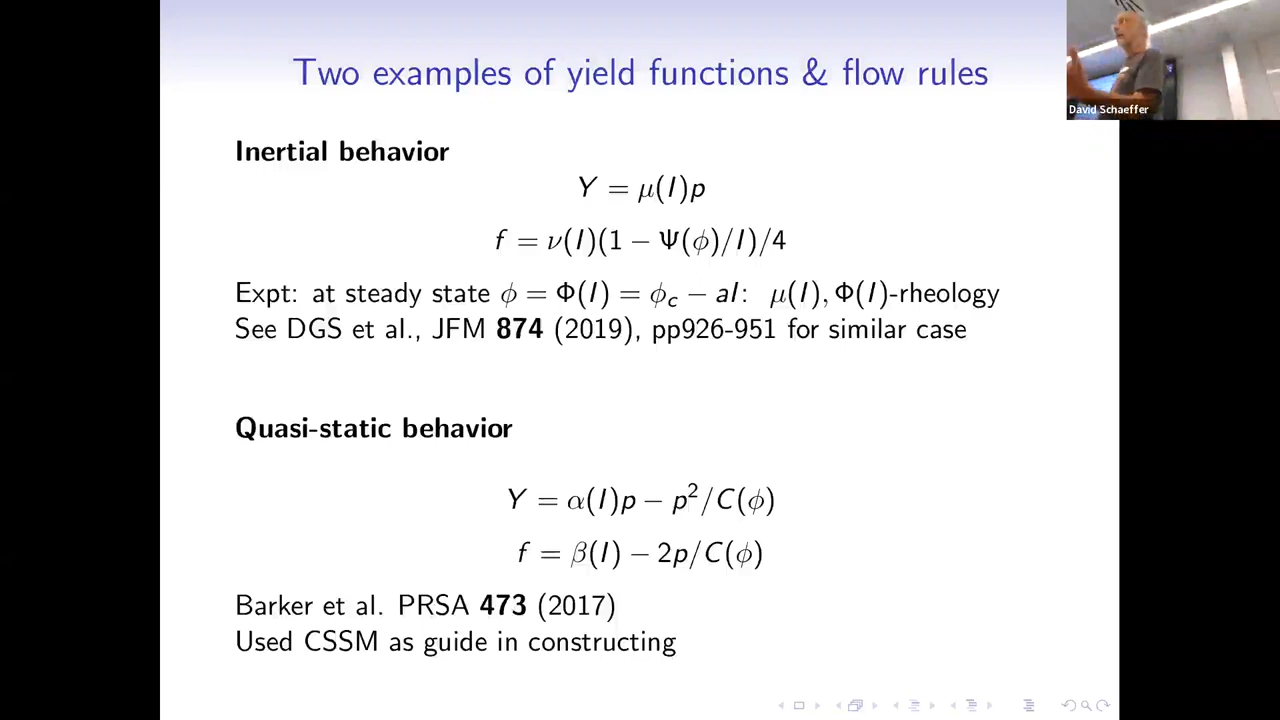 Two examples of yield functions & flow rules
David Schaeffer
Inertial behavior
Y = μ(I)p
f = ν(I)(1 − Ψ(φ)/I)/4
Expt: at steady state φ = Φ(I) = φc − aI: μ(I), Φ(I)-rheology
See DGS et al., JFM 874 (2019), pp926-951 for similar case
Quasi-static behavior
Y = α(I)p − p²/C(φ)
f = β(I) − 2p/C(φ)
Barker et al. PRSA 473 (2017)
Used CSSM as guide in constructing